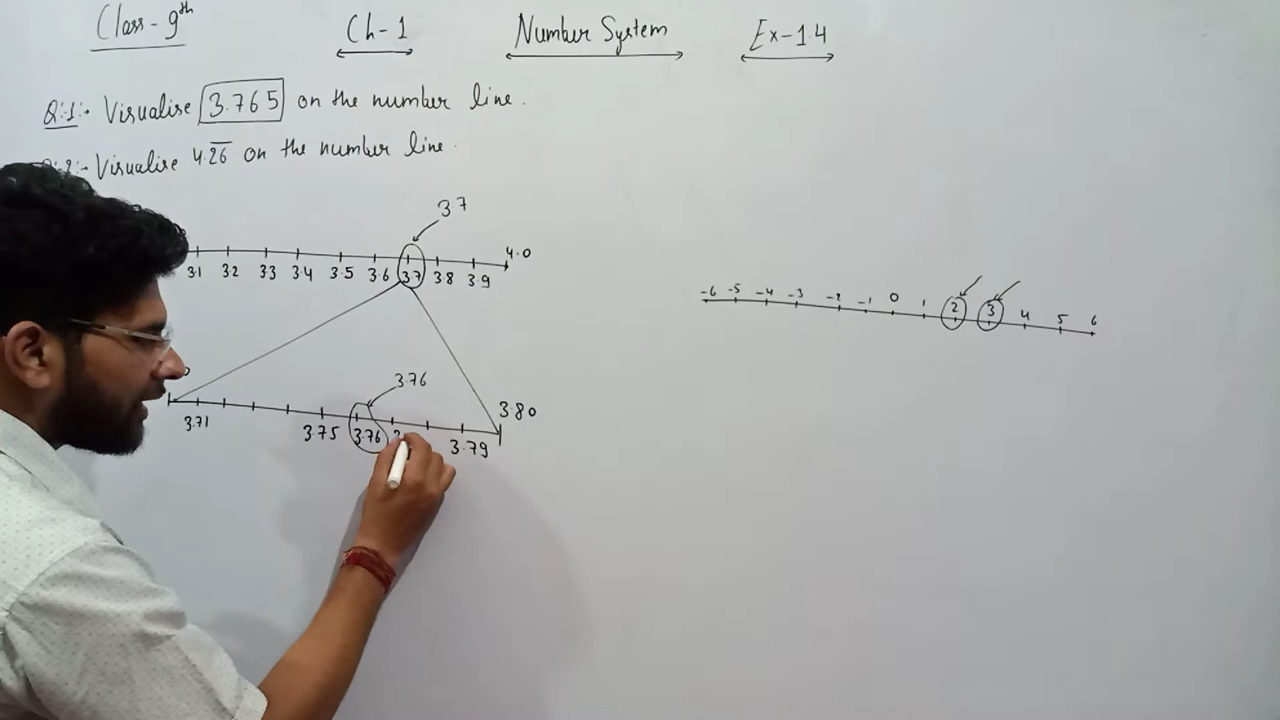 Class - 9th Ch-1 Number System Ex-1.4
Q:1:- Visualise 3.765 on the number line.
:- Visualise 4.2̅6̅ on the number line.
3.7
3.1 3.2 3.3 3.4 3.5 3.6 3.7 3.8 3.9 4.0
-6 -5 -4 -3 -2 -1 0 1 2 3 4 5 6
3.76
3.71 3.75 3.76 3.79 3.80